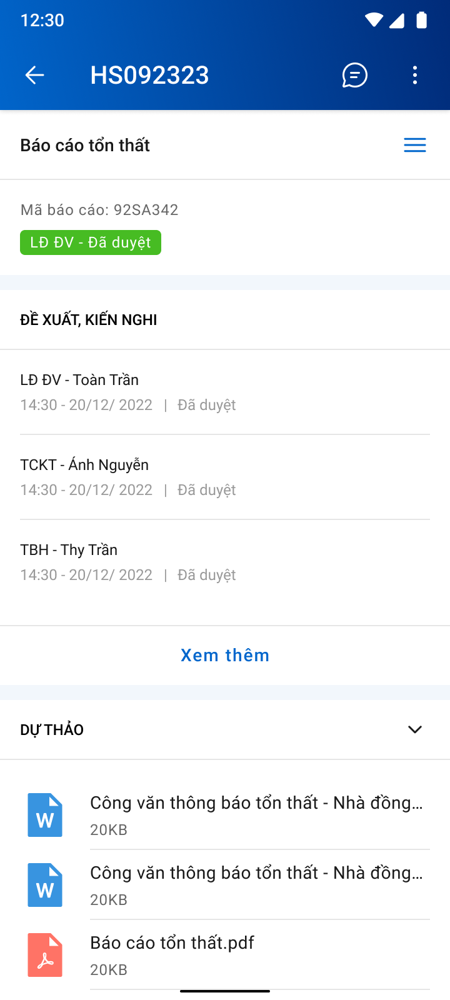 12:30
HS092323
Báo cáo tổn thất
Mã báo cáo: 92SA342
LĐ ĐV - Đã duyệt
ĐỀ XUẤT, KIẾN NGHI
LĐ ĐV - Toàn Trần
14:30 - 20/12/ 2022 | Đã duyệt
TCKT - Ánh Nguyễn
14:30 - 20/12/ 2022 | Đã duyệt
TBH - Thy Trần
14:30 - 20/12/ 2022 | Đã duyệt
Xem thêm
DỰ THẢO
W
Công văn thông báo tổn thất - Nhà đồng...
20KB
W
Công văn thông báo tổn thất - Nhà đồng...
20KB
Báo cáo tổn thất.pdf
20KB